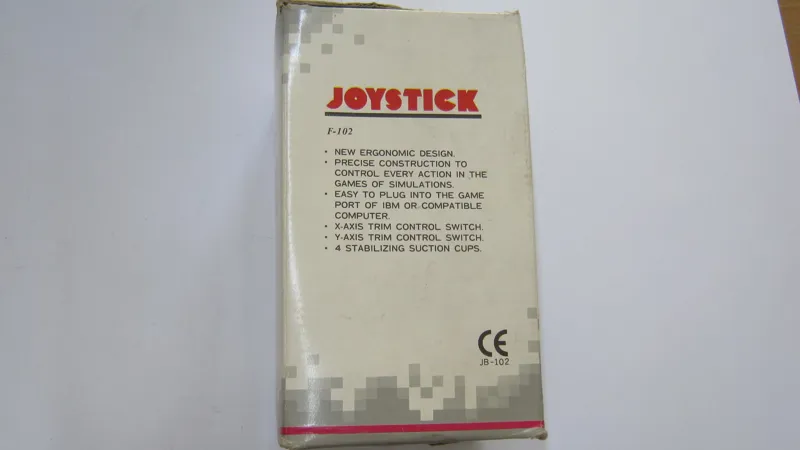 JOYSTICK
F-102
• NEW ERGONOMIC DESIGN.
• PRECISE CONSTRUCTION TO
CONTROL EVERY ACTION IN THE
GAMES OF SIMULATIONS.
• EASY TO PLUG INTO THE GAME
PORT OF IBM OR COMPATIBLE
COMPUTER.
• X-AXIS TRIM CONTROL SWITCH.
• Y-AXIS TRIM CONTROL SWITCH.
• 4 STABILIZING SUCTION CUPS.
CE
JB-102